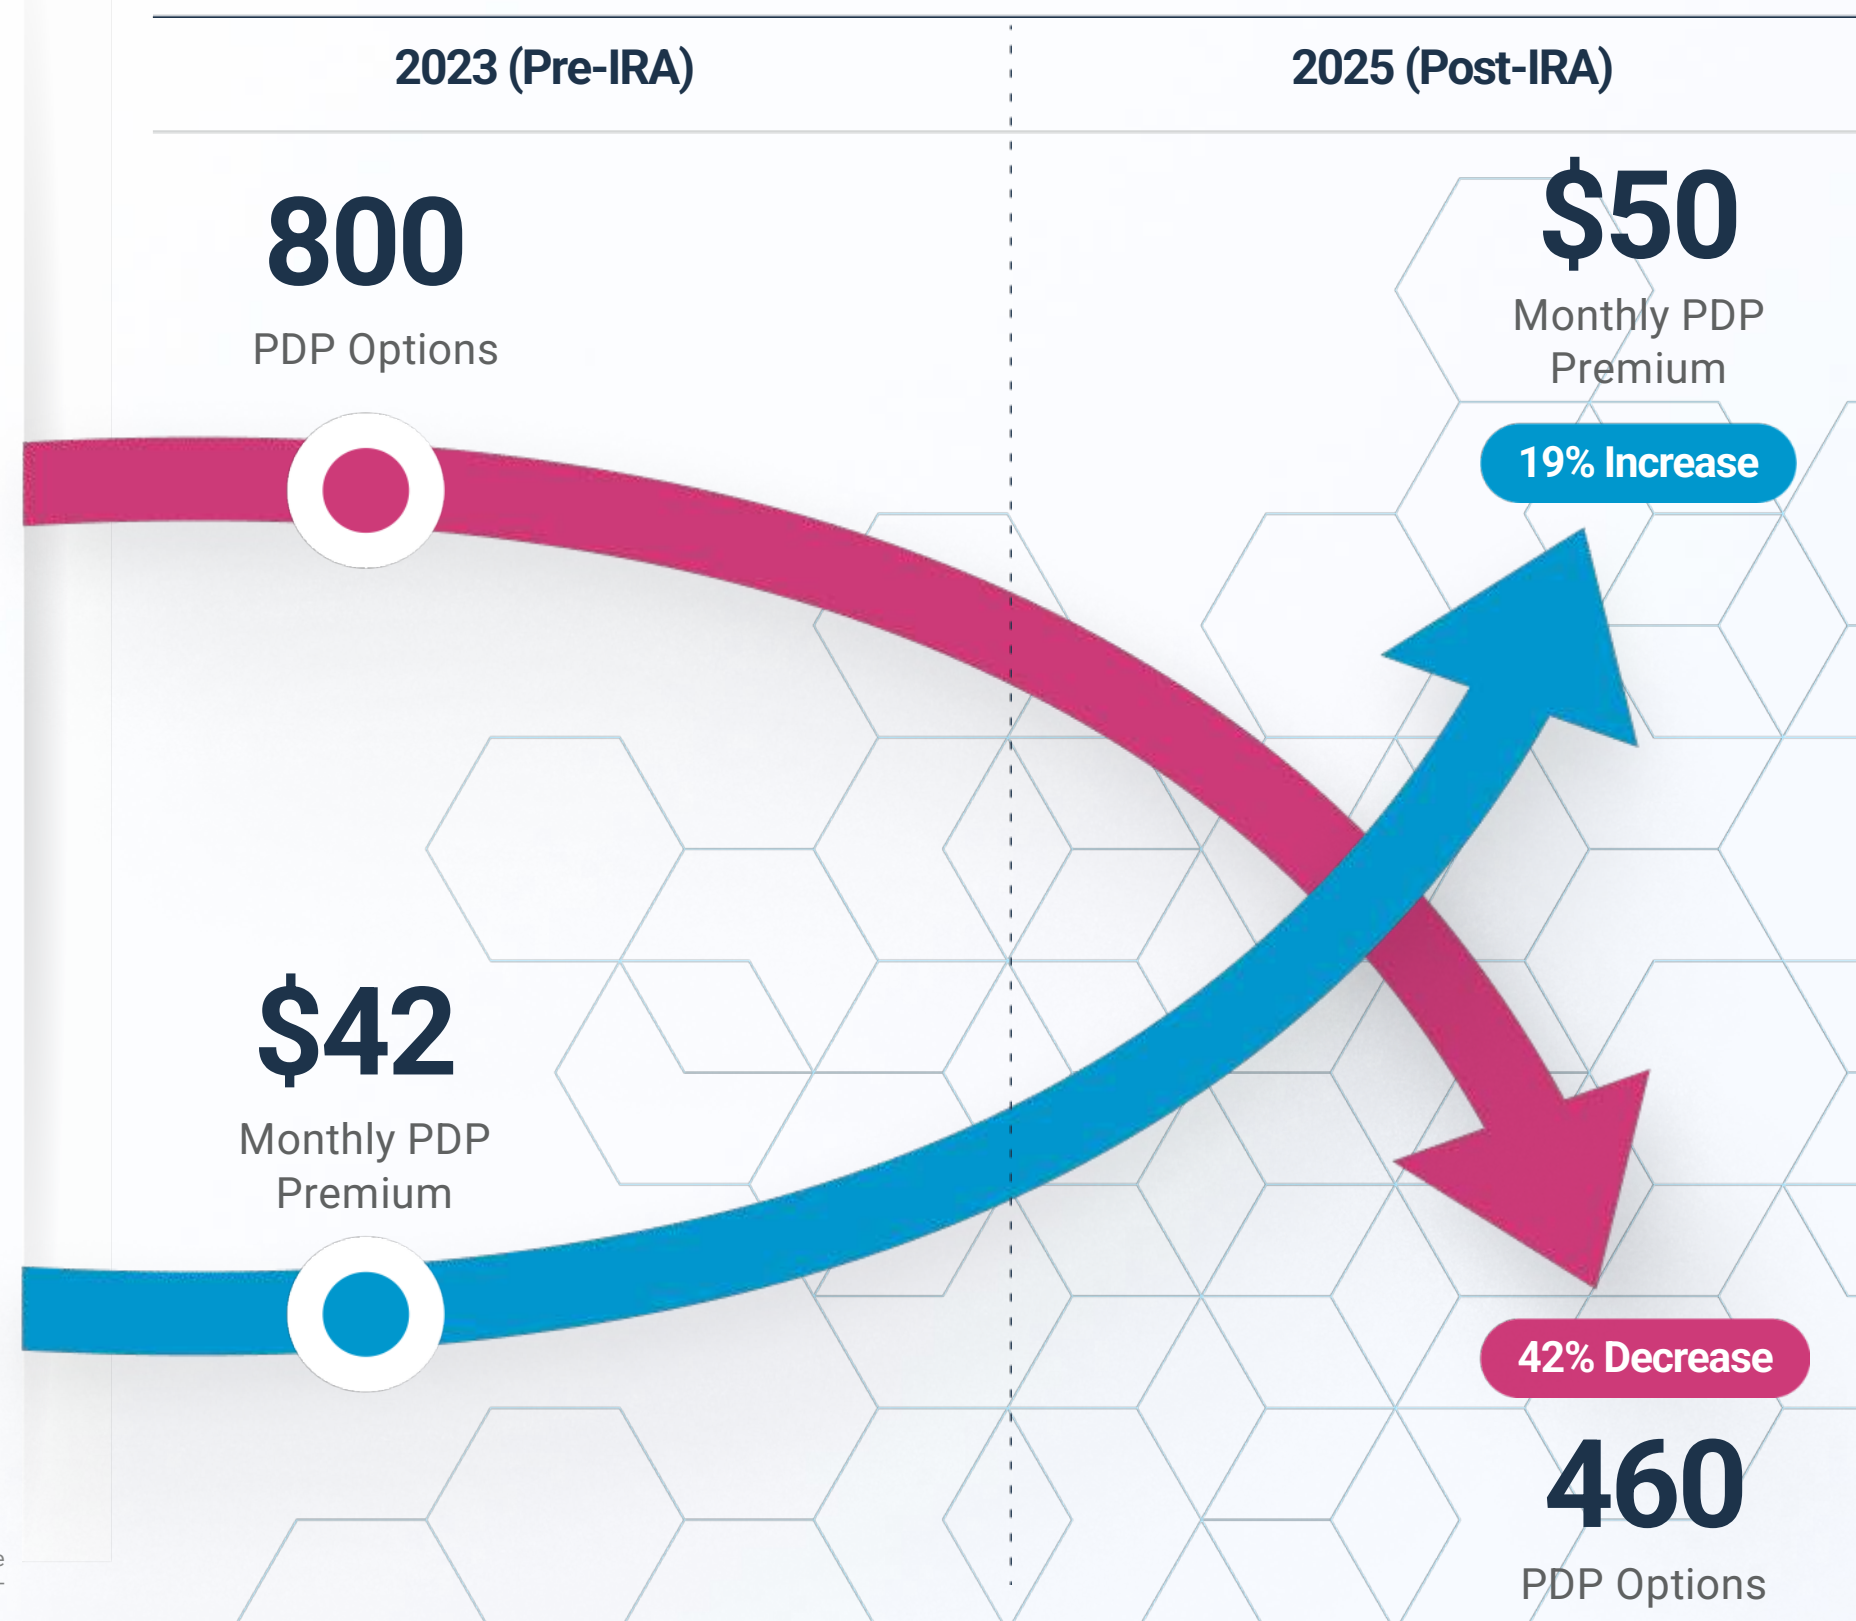 2023 (Pre-IRA)
2025 (Post-IRA)
800
PDP Options
$50
Monthly PDP
Premium
19% Increase
$42
Monthly PDP
Premium
42% Decrease
460
PDP Options